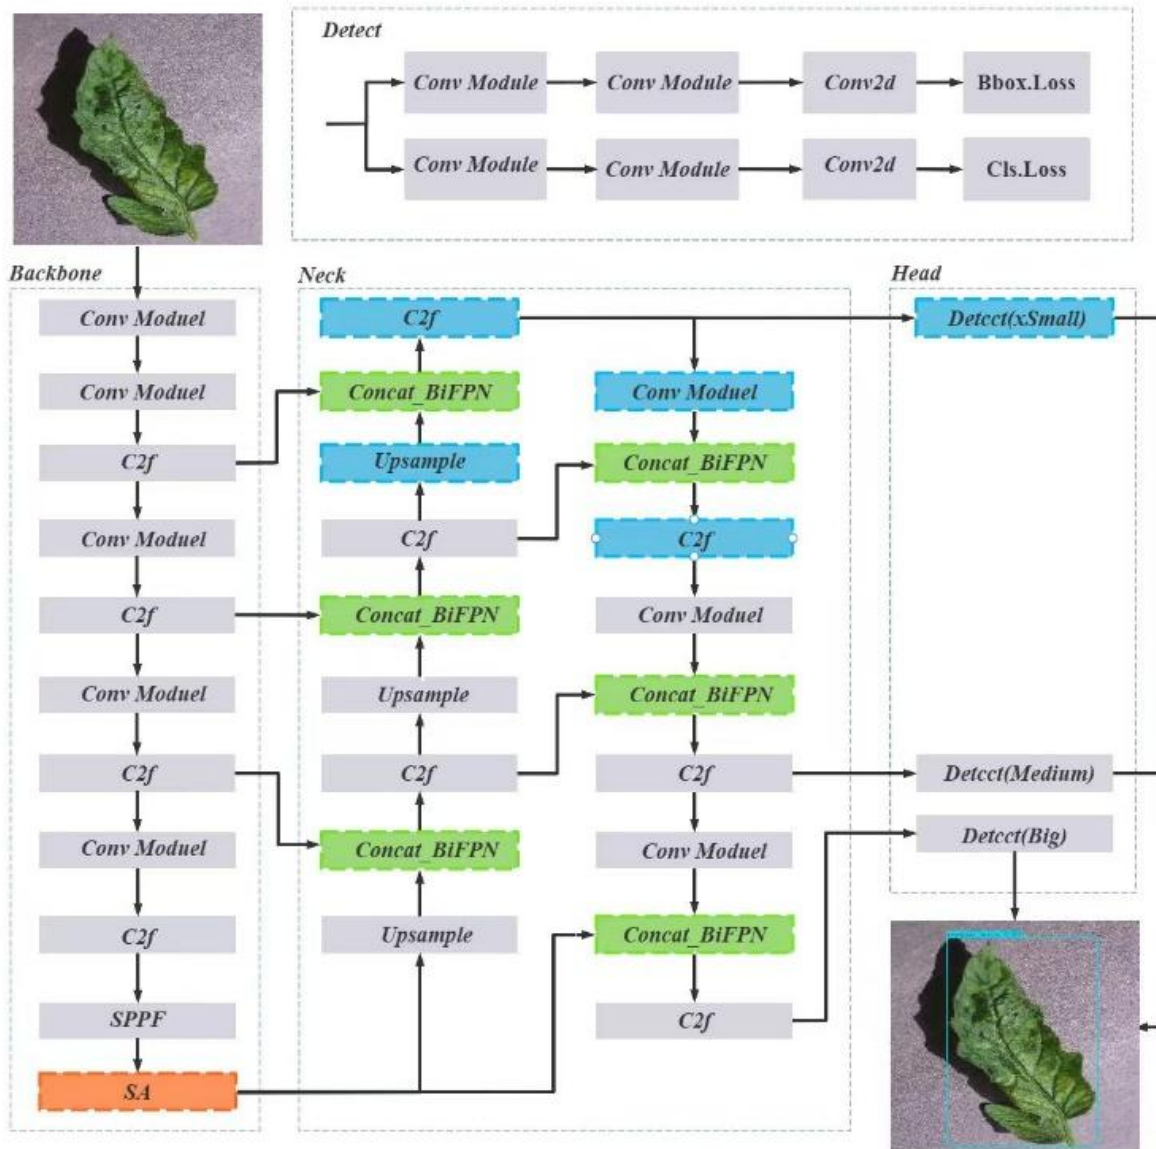 Detect
Conv Module
Conv Module
Conv2d
Bbox.Loss
Conv Module
Conv Module
Conv2d
Cls.Loss
Backbone
Conv Moduel
Conv Moduel
C2f
Conv Moduel
C2f
Conv Moduel
C2f
Conv Moduel
C2f
SPPF
SA
Neck
C2f
Concat_BiFPN
Upsample
C2f
Concat_BiFPN
Upsample
C2f
Concat_BiFPN
Upsample
Conv Moduel
Concat_BiFPN
C2f
Conv Moduel
Concat_BiFPN
C2f
Conv Moduel
Concat_BiFPN
C2f
Head
Detcct(xSmall)
Detcct(Medium)
Detcct(Big)